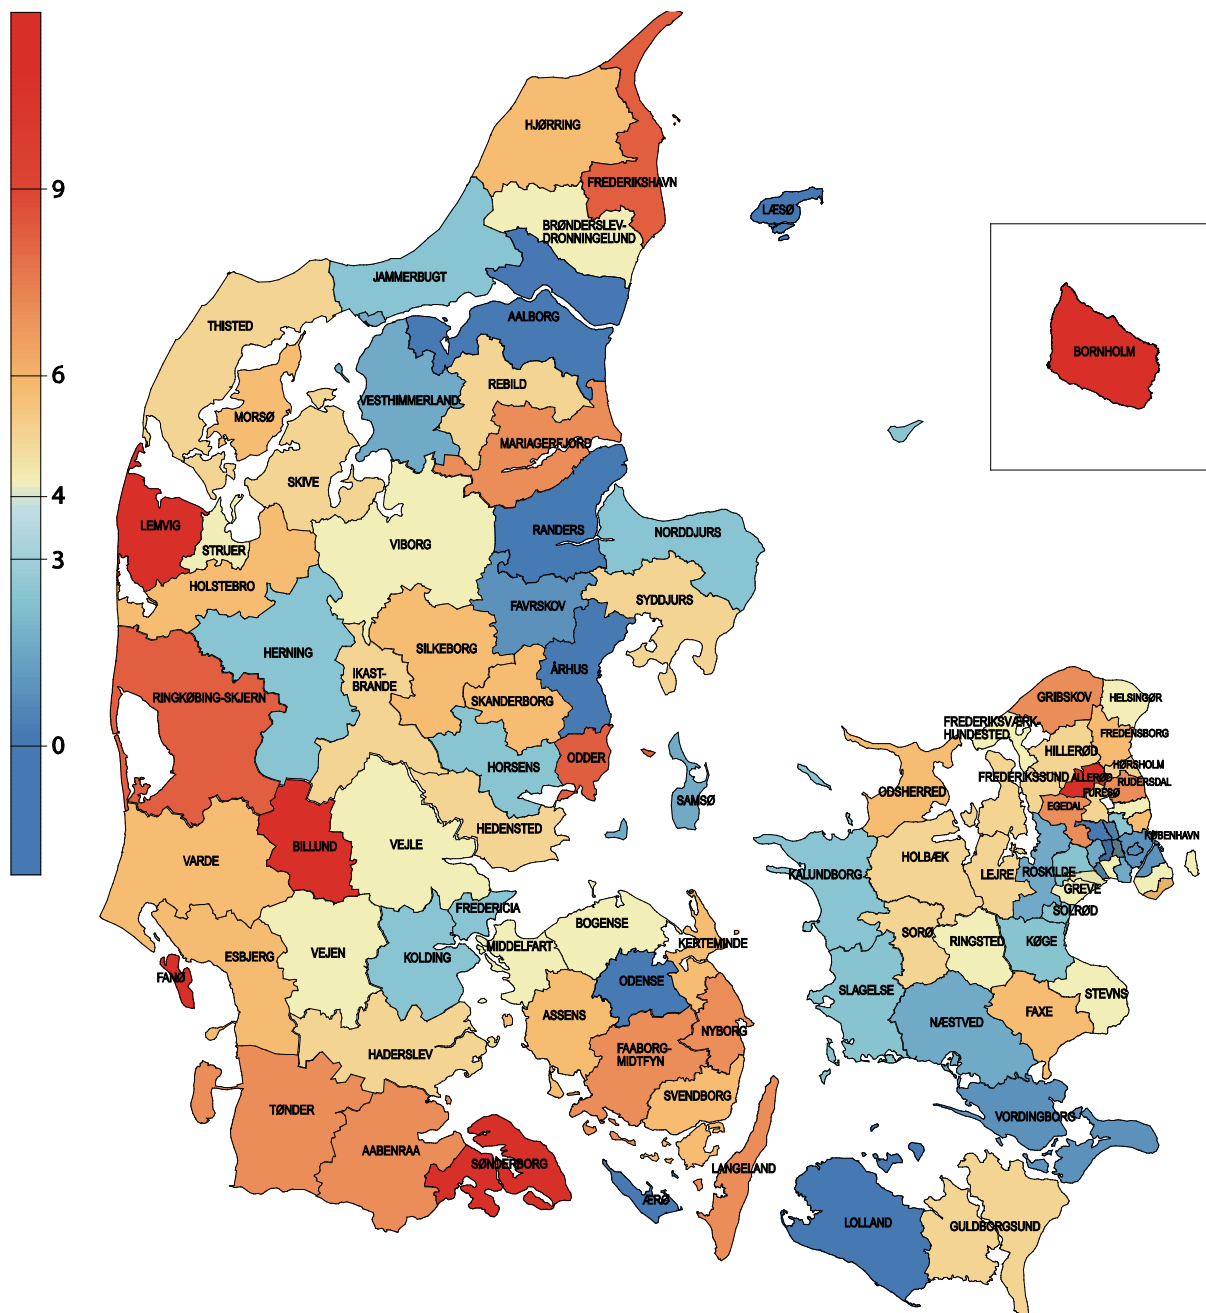 HJØRRING
9
FREDERIKSHAVN
LÆSØ
BRØNDERSLEV-
DRONNINGELUND
JAMMERBUGT
AALBORG
THISTED
BORNHOLM
6
REBILD
VESTHIMMERLAND
MORSØ
MARIAGERFJORD
SKIVE
4
LEMVIG
RANDERS
NORDDJURS
VIBORG
STRUER
3
HOLSTEBRO
SYDDJURS
FAVRSKOV
SILKEBORG
HERNING
ÅRHUS
IKAST-
BRANDE
RINGKØBING-SKJERN
SKANDERBORG
GRIBSKOV
HELSINGØR
FREDERIKSVÆRK-
HUNDESTED
FREDENSBORG
0
HILLERØD
ODDER
HORSENS
HØRSHOLM
FREDERIKSSUND
ALLERØD
RUDERSDAL
ODSHERRED
FURESØ
SAMSØ
EGEDAL
HEDENSTED
KØBENHAVN
BILLUND
VEJLE
VARDE
HOLBÆK
KALUNDBORG
LEJRE
ROSKILDE
GREVE
FREDERICIA
SOLRØD
BOGENSE
SORØ
RINGSTED
KØGE
MIDDELFART
KERTEMINDE
VEJEN
ESBJERG
KOLDING
FANØ
ODENSE
SLAGELSE
STEVNS
ASSENS
FAXE
NÆSTVED
NYBORG
FAABORG-
MIDTFYN
HADERSLEV
SVENDBORG
TØNDER
VORDINGBORG
AABENRAA
SØNDERBORG
LANGELAND
ÆRØ
LOLLAND
GULDBORGSUND